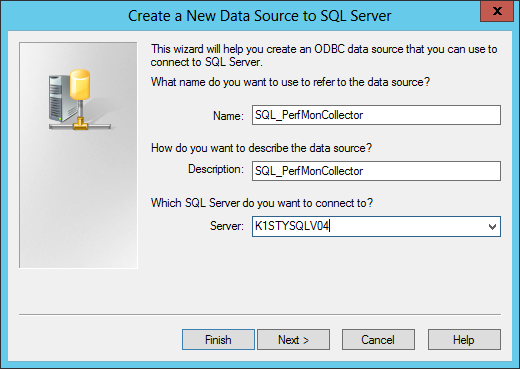 Create a New Data Source to SQL Server
x
This wizard will help you create an ODBC data source that you can use to
connect to SQL Server.
What name do you want to use to refer to the data source?
Name: SQL_PerfMonCollector
How do you want to describe the data source?
Description: SQL_PerfMonCollector
Which SQL Server do you want to connect to?
Server: K1STYSQLV04
Finish Next > Cancel Help